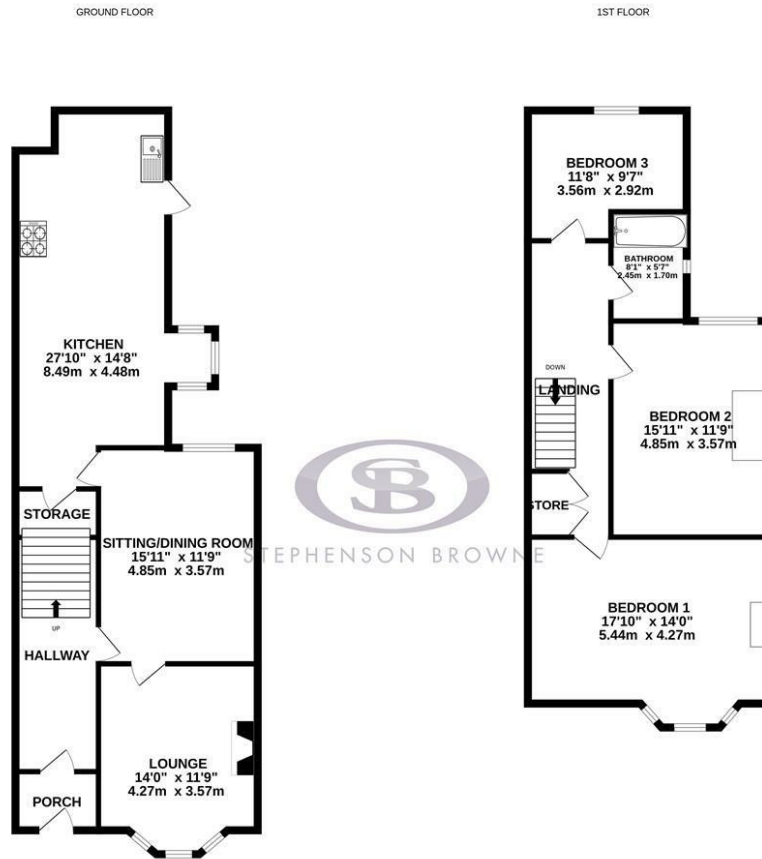 GROUND FLOOR
KITCHEN
27'10" x 14'8"
8.49m x 4.48m
STORAGE
SITTING/DINING ROOM
15'11" x 11'9"
4.85m x 3.57m
UP
HALLWAY
LOUNGE
14'0" x 11'9"
4.27m x 3.57m
PORCH
1ST FLOOR
BEDROOM 3
11'8" x 9'7"
3.56m x 2.92m
BATHROOM
8'1" x 5'7"
2.45m x 1.70m
DOWN
LANDING
BEDROOM 2
15'11" x 11'9"
4.85m x 3.57m
STORE
BEDROOM 1
17'10" x 14'0"
5.44m x 4.27m
SB
STEPHENSON BROWNE